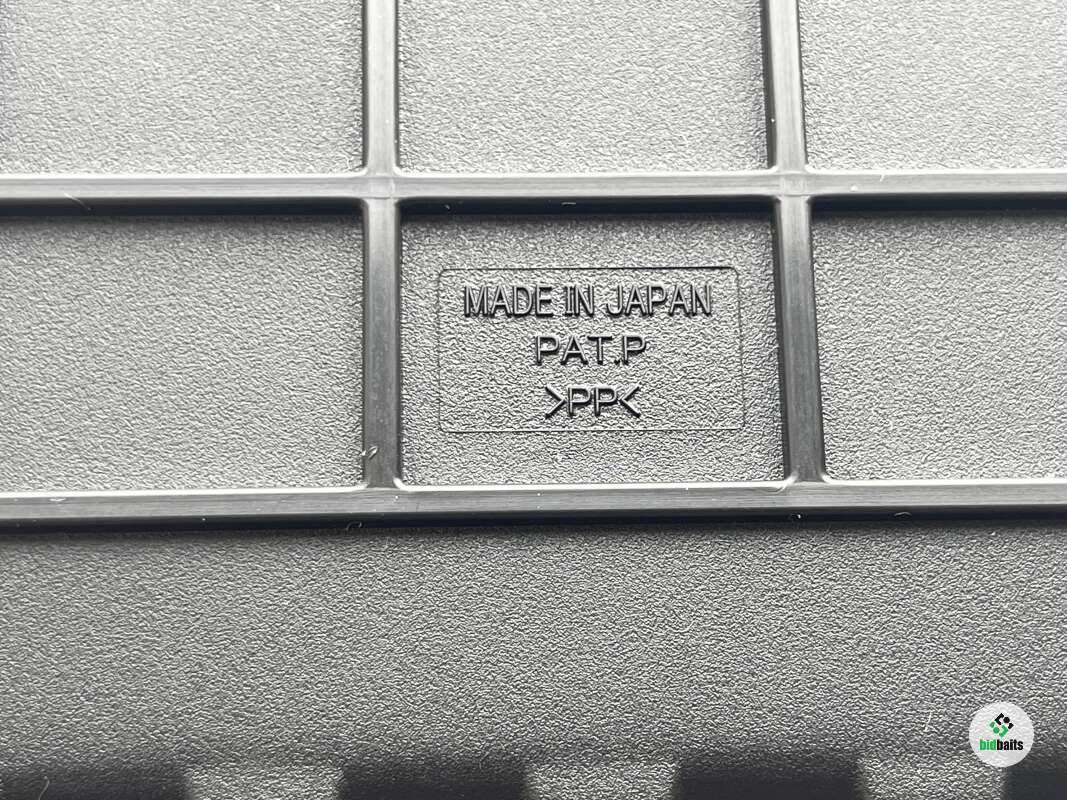 MADE IN JAPAN
PAT.P
>PP<
bidbaits